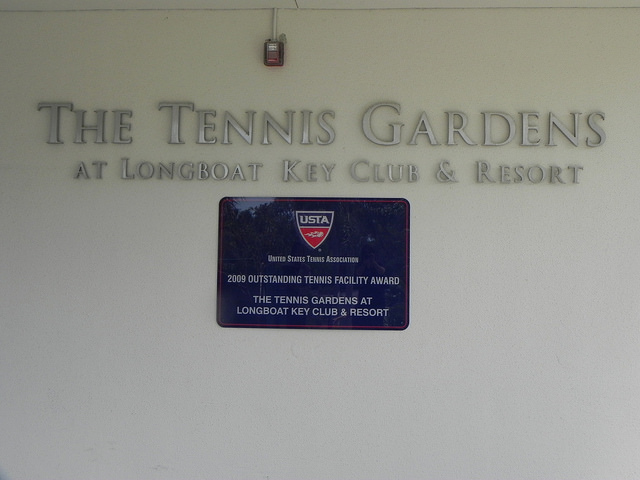 THE TENNIS GARDENS
AT LONGBOAT KEY CLUB & RESORT
USTA
UNITED STATES TENNIS ASSOCIATION
2009 OUTSTANDING TENNIS FACILITY AWARD
THE TENNIS GARDENS AT
LONGBOAT KEY CLUB & RESORT